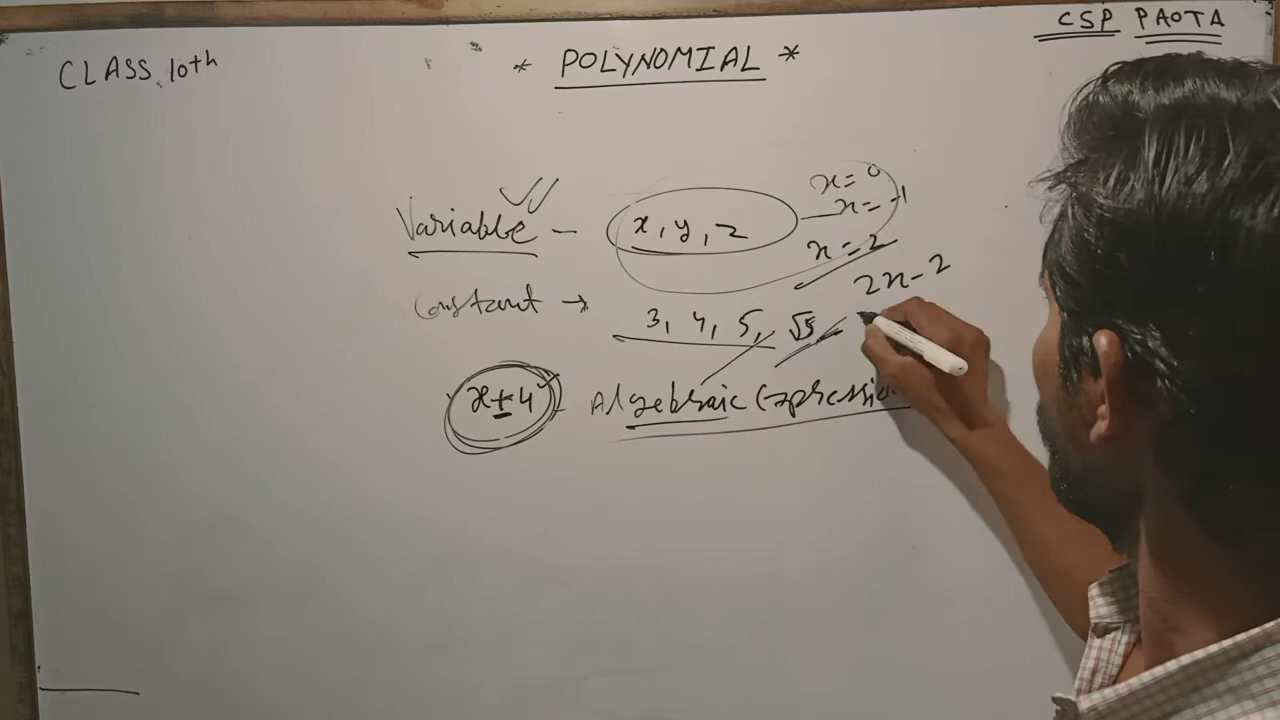 CSP PAOTA
CLASS 10th
* POLYNOMIAL *
Variable - x, y, z
x = 0
x = -1
x = 2
2x - 2
Constant → 3, 4, 5, √5
x + 4 - Algebraic Expression